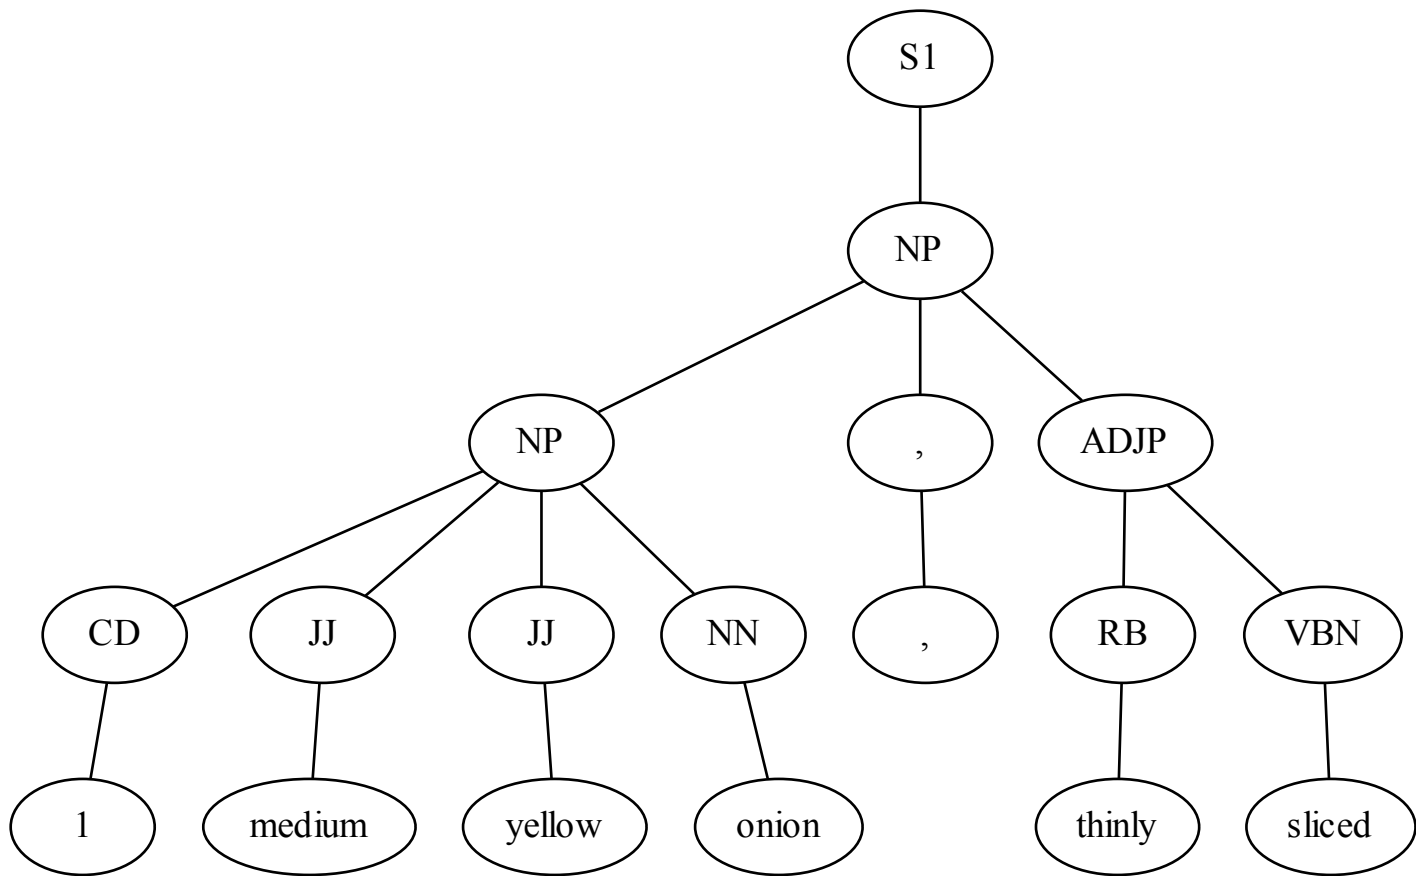 S1
NP
NP , ADJP
CD JJ JJ NN , RB VBN
1 medium yellow onion thinly sliced